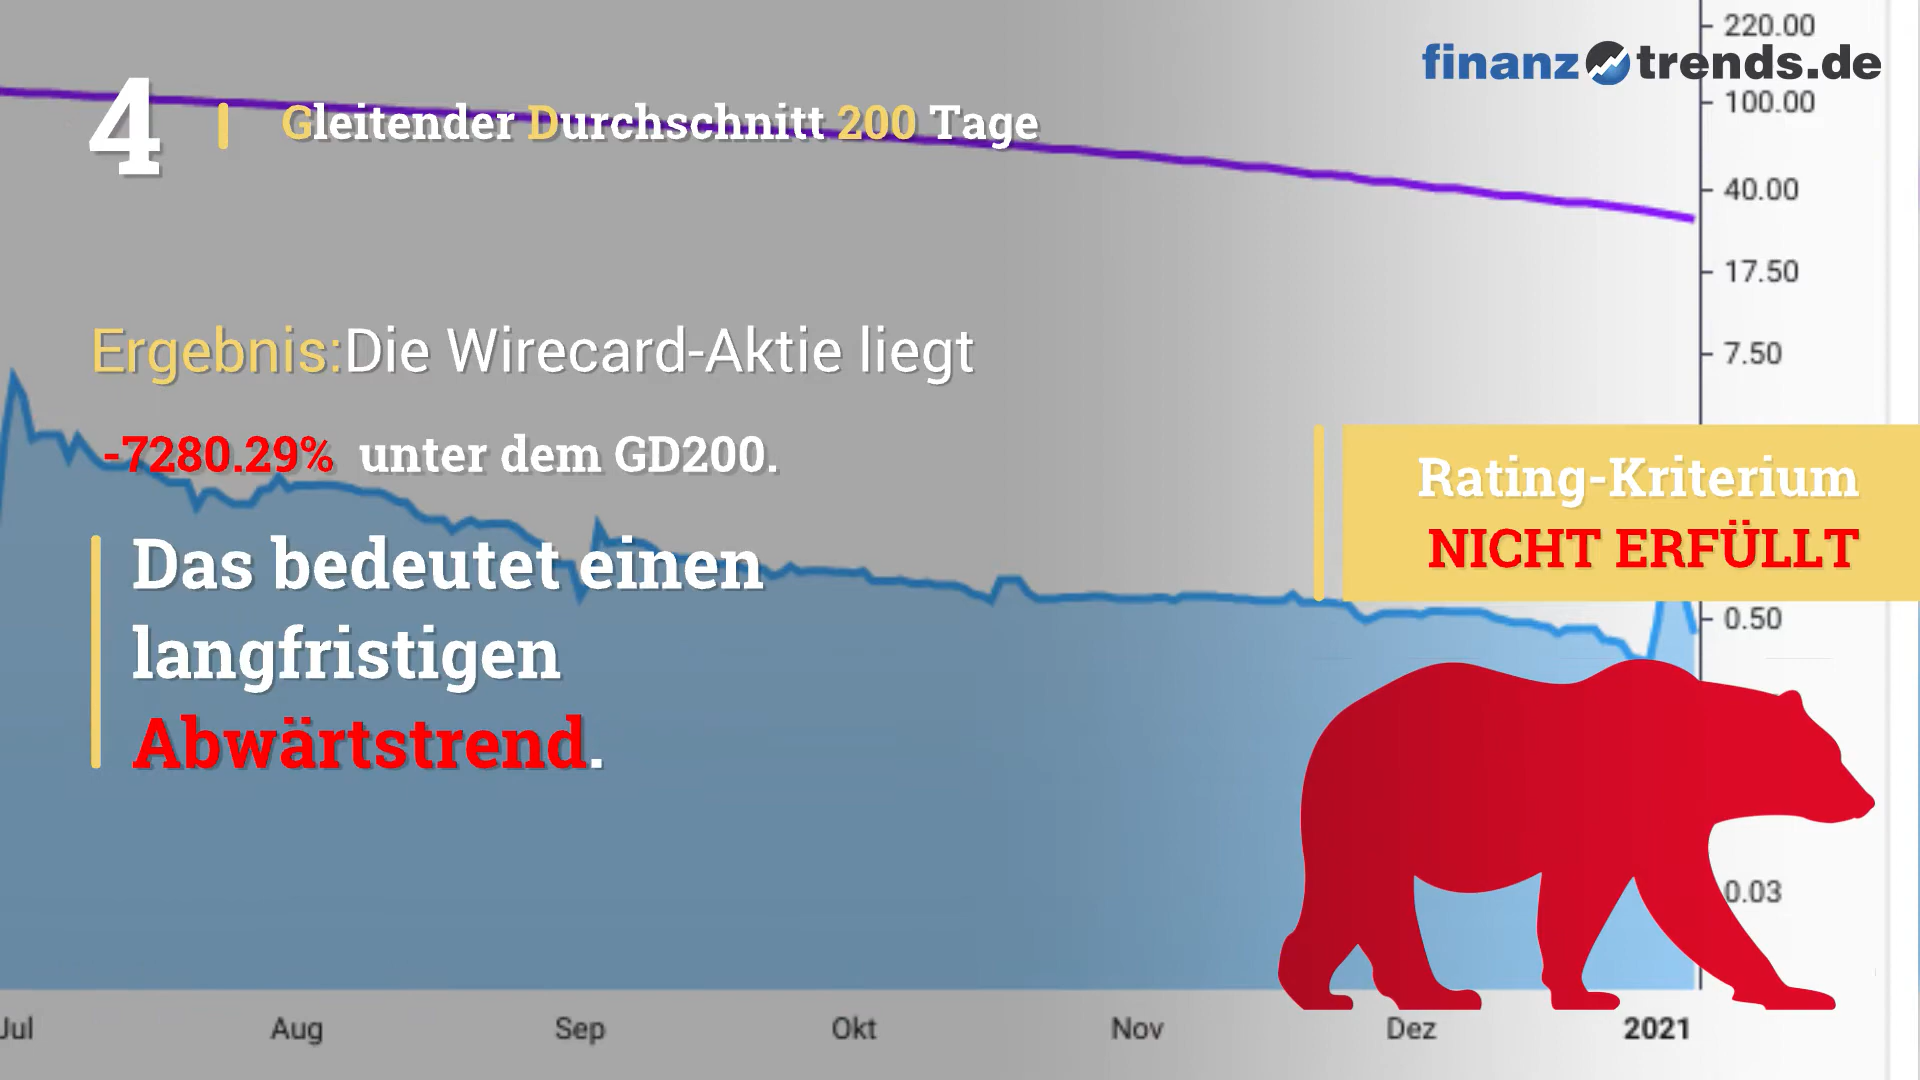 finanztrends.de
4 Gleitender Durchschnitt 200 Tage
Ergebnis:Die Wirecard-Aktie liegt
-7280.29% unter dem GD200.
Das bedeutet einen
langfristigen
Abwärtstrend.
Rating-Kriterium
NICHT ERFÜLLT
220.00
100.00
40.00
17.50
7.50
0.50
0.03
Jul Aug Sep Okt Nov Dez 2021